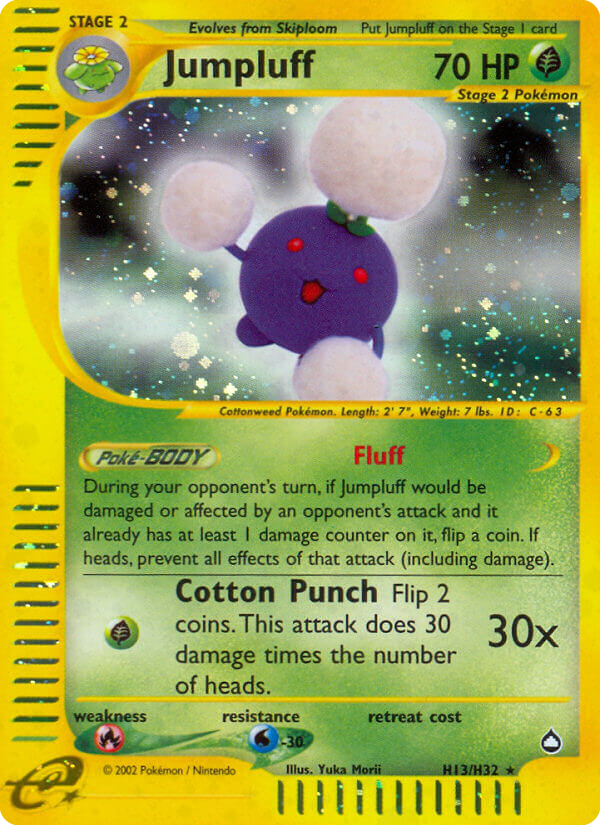 STAGE 2
Evolves from Skiploom
Put Jumpluff on the Stage 1 card
Jumpluff
70 HP
Stage 2 Pokémon
Cottonweed Pokémon. Length: 2' 7", Weight: 7 lbs. ID: C-63
Poké-BODY
Fluff
During your opponent's turn, if Jumpluff would be
damaged or affected by an opponent's attack and it
already has at least 1 damage counter on it, flip a coin. If
heads, prevent all effects of that attack (including damage).
Cotton Punch Flip 2
coins. This attack does 30
damage times the number
of heads.
30x
weakness
resistance
retreat cost
-30
© 2002 Pokémon / Nintendo
Illus. Yuka Morii
H13/H32 ★
e